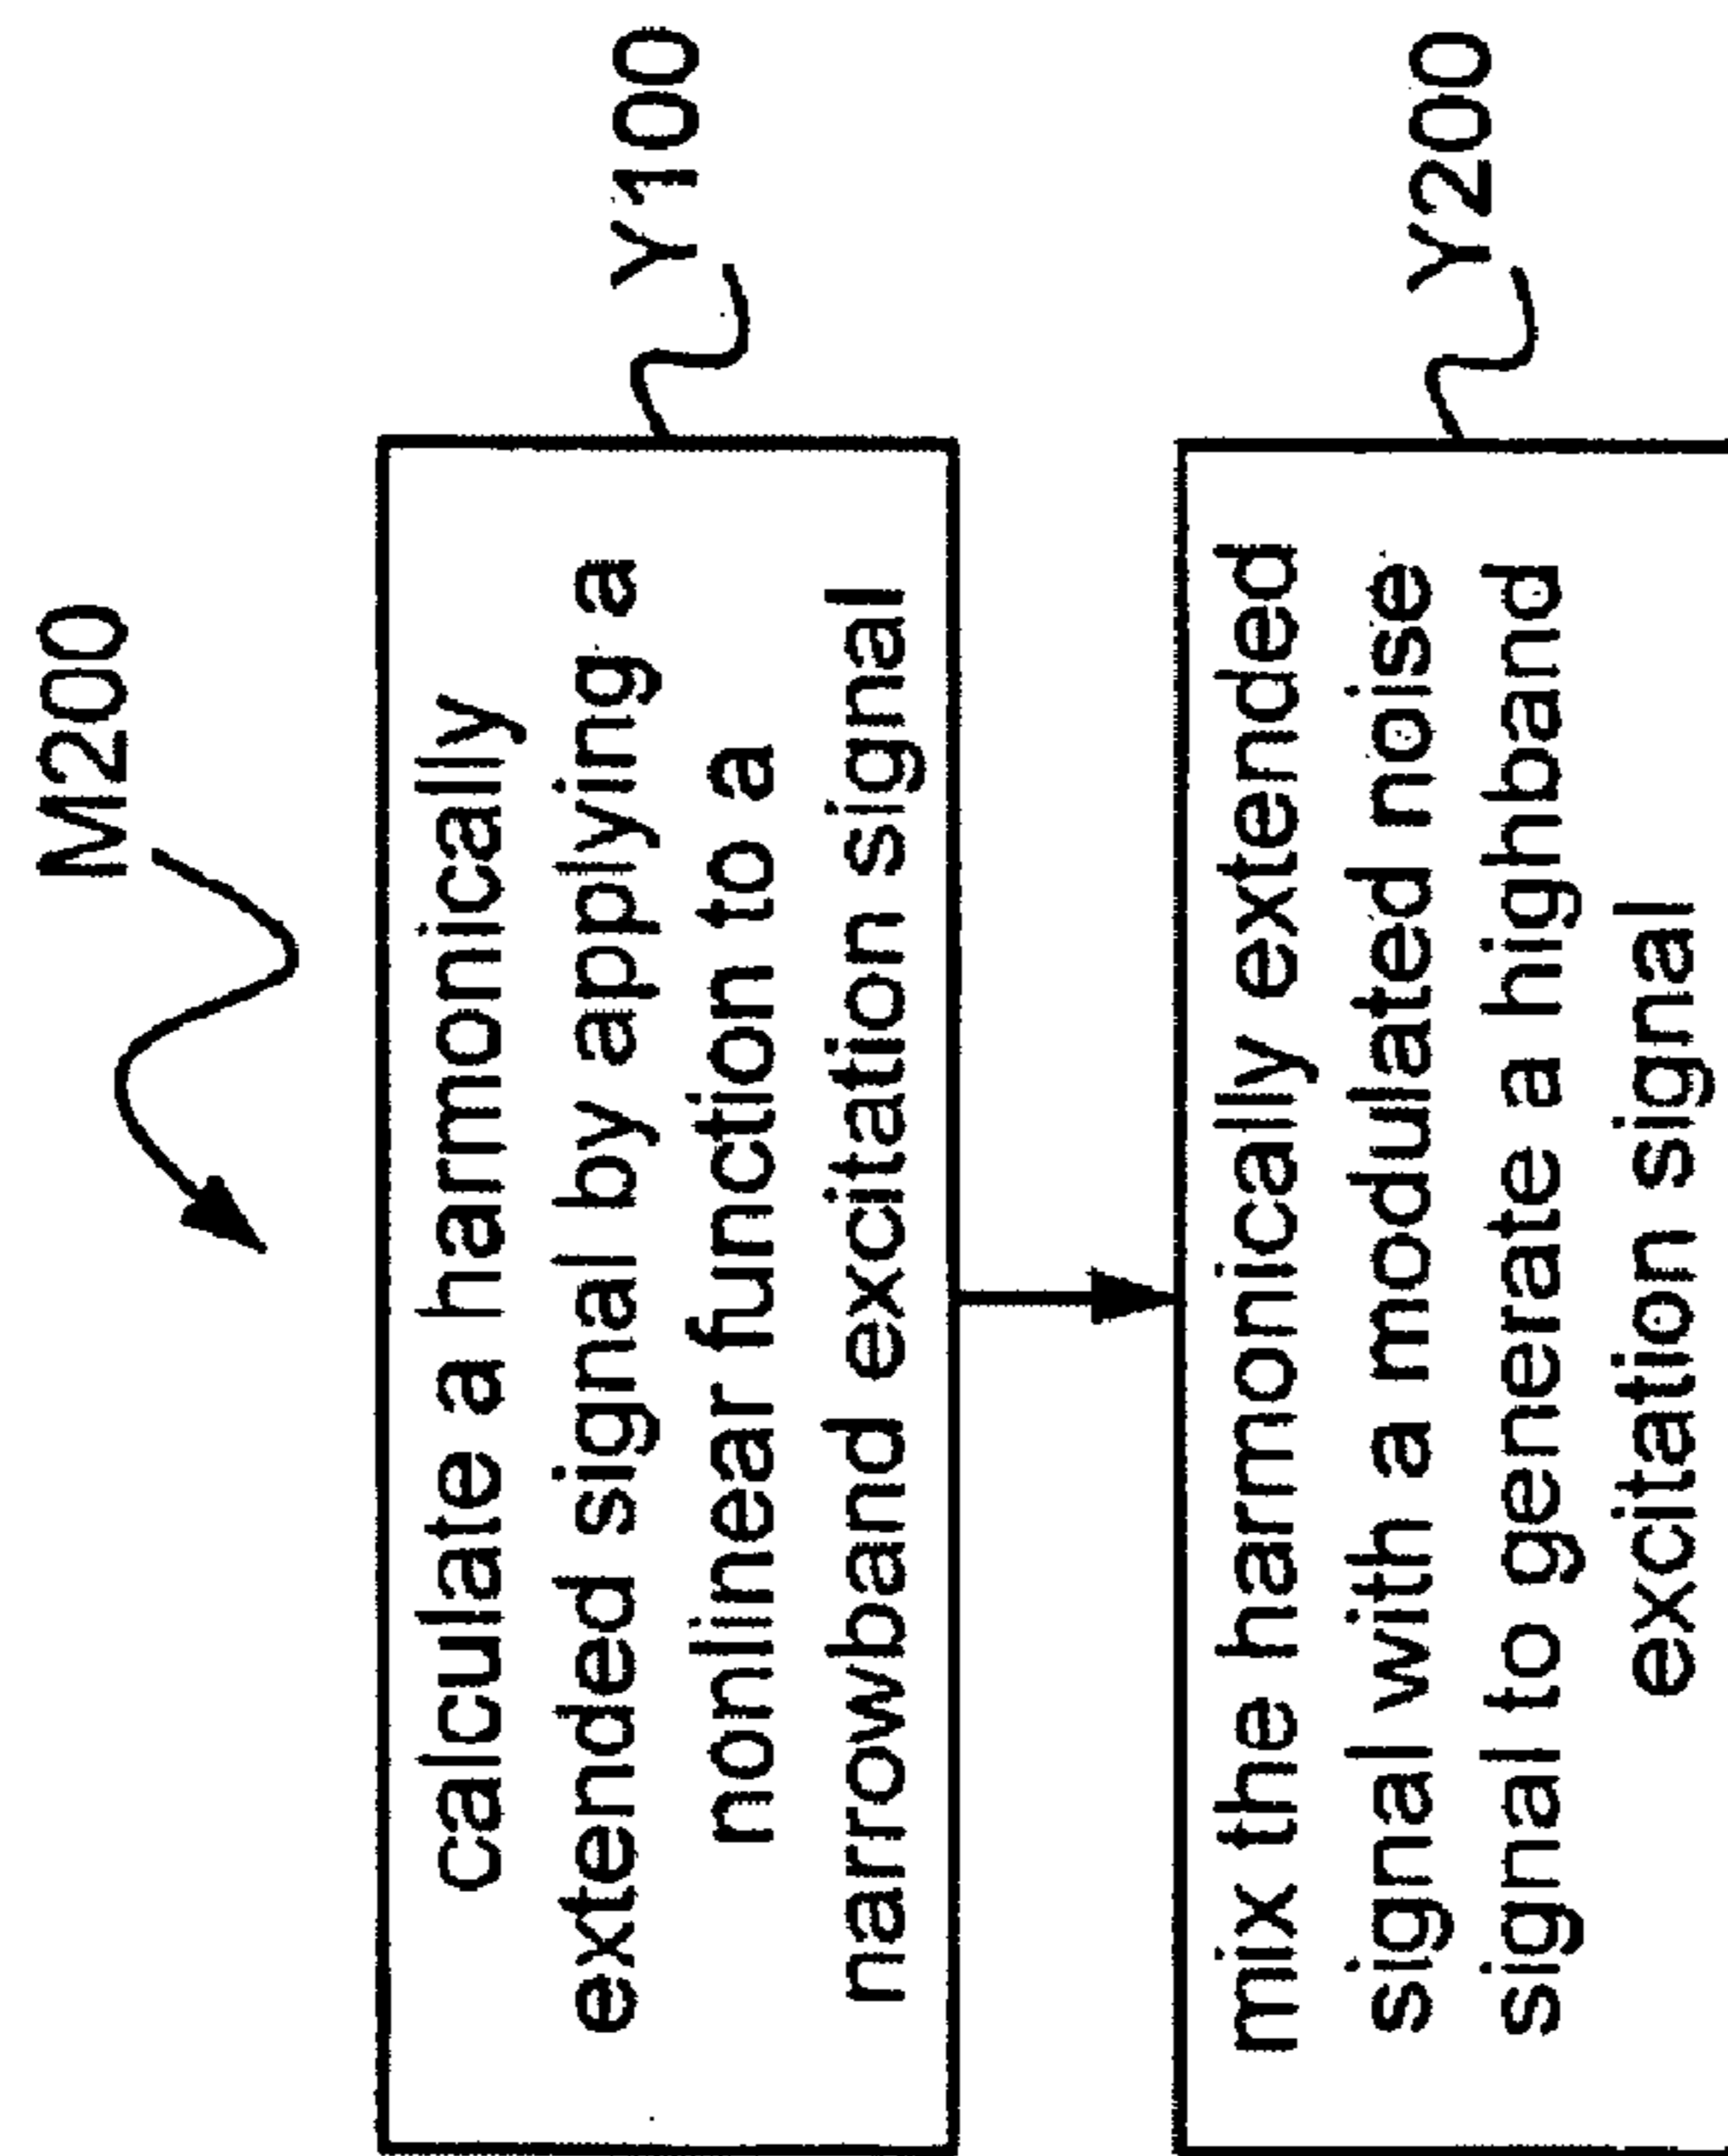 M200
calculate a harmonically
extended signal by applying a
nonlinear function to a
narrowband excitation signal
Y100
mix the harmonically extended
signal with a modulated noise
signal to generate a highband
excitation signal
Y200